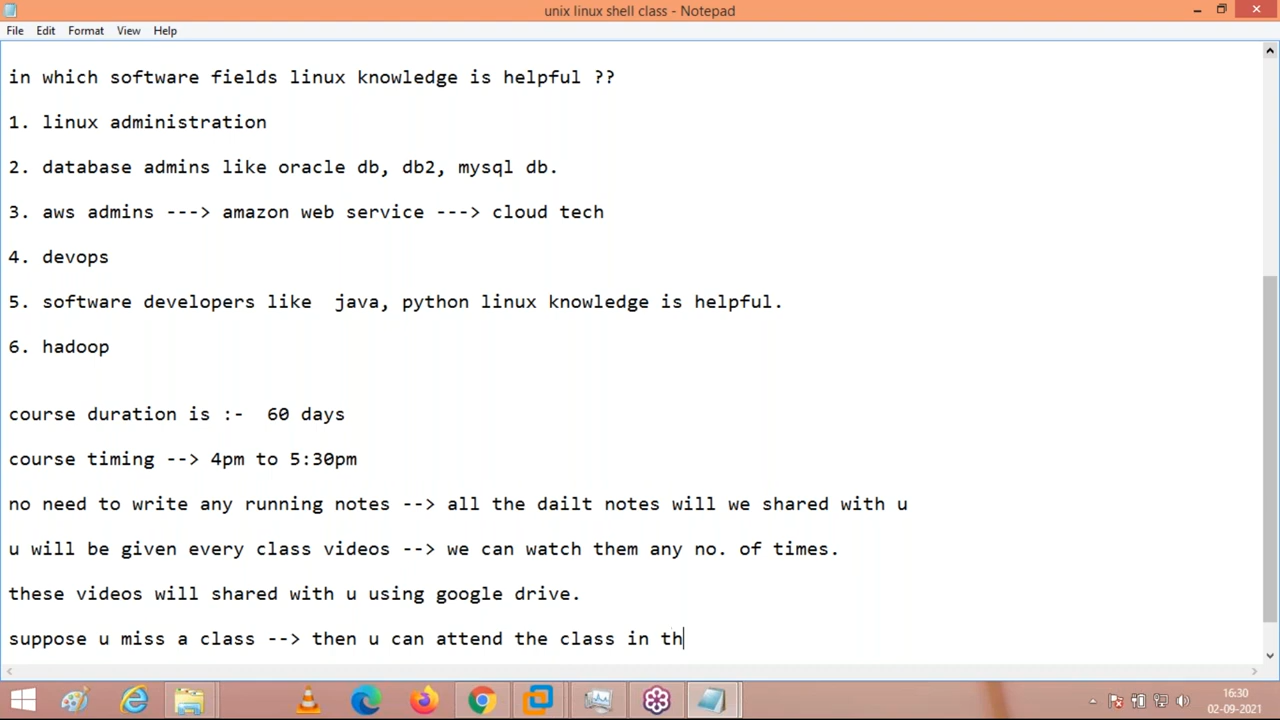 unix linux shell class - Notepad
File Edit Format View Help
in which software fields linux knowledge is helpful ??
1. linux administration
2. database admins like oracle db, db2, mysql db.
3. aws admins ---> amazon web service ---> cloud tech
4. devops
5. software developers like  java, python linux knowledge is helpful.
6. hadoop
course duration is :-  60 days
course timing --> 4pm to 5:30pm
no need to write any running notes --> all the dailt notes will we shared with u
u will be given every class videos --> we can watch them any no. of times.
these videos will shared with u using google drive.
suppose u miss a class --> then u can attend the class in th
16:30
02-09-2021